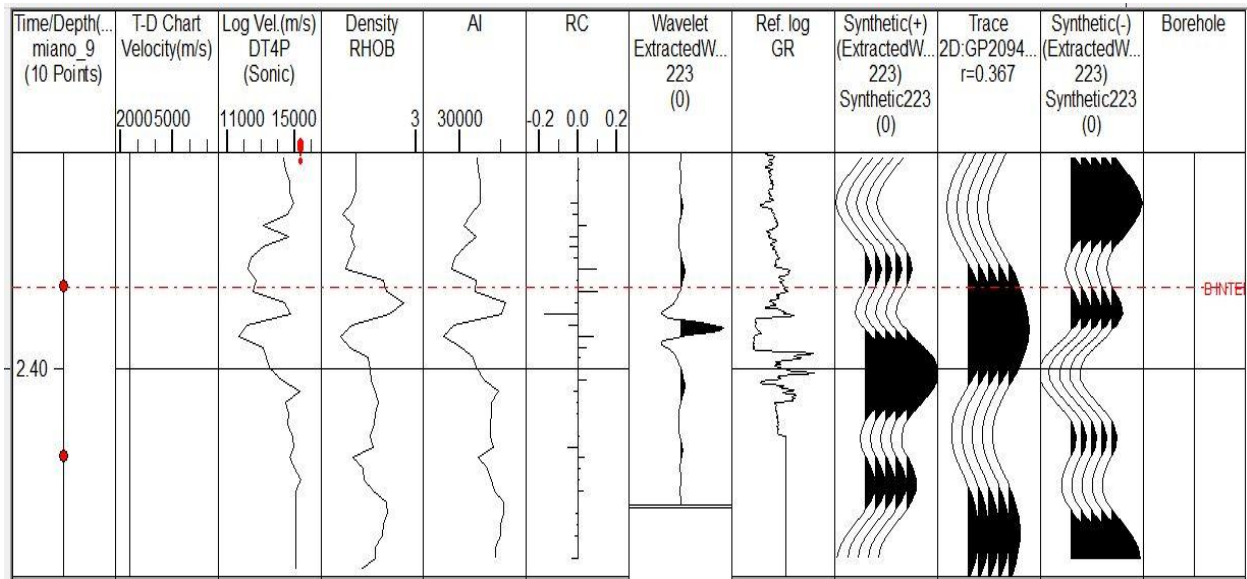 Time/Depth(...
miano_9
(10 Points)
T-D Chart
Velocity(m/s)
20005000
Log Vel.(m/s)
DT4P
(Sonic)
11000 15000
Density
RHOB
3
AI
30000
RC
-0.2 0.0 0.2
Wavelet
ExtractedW...
223
(0)
Ref. log
GR
Synthetic(+)
(ExtractedW...
223)
Synthetic223
(0)
Trace
2D:GP2094...
r=0.367
Synthetic(-)
(ExtractedW...
223)
Synthetic223
(0)
Borehole
2.40